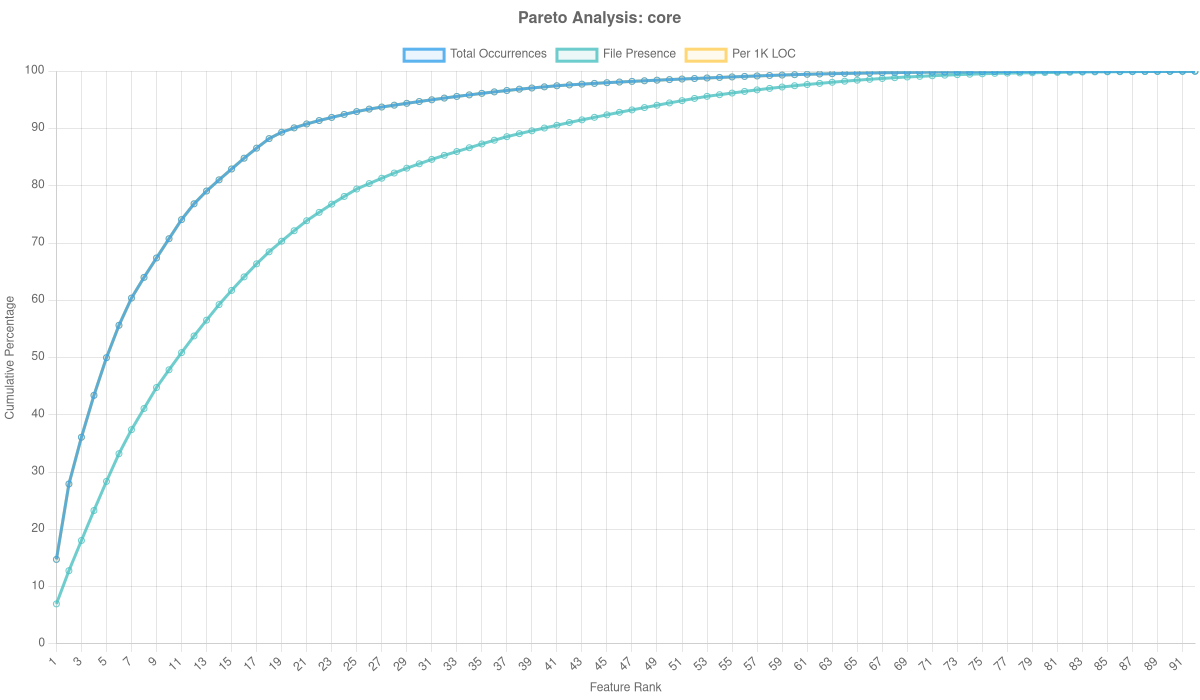 Pareto Analysis: core
Total Occurrences File Presence Per 1K LOC
100
90
80
70
60
50
40
30
20
10
0
Cumulative Percentage
1 3 5 7 9 11 13 15 17 19 21 23 25 27 29 31 33 35 37 39 41 43 45 47 49 51 53 55 57 59 61 63 65 67 69 71 73 75 77 79 81 83 85 87 89 91
Feature Rank